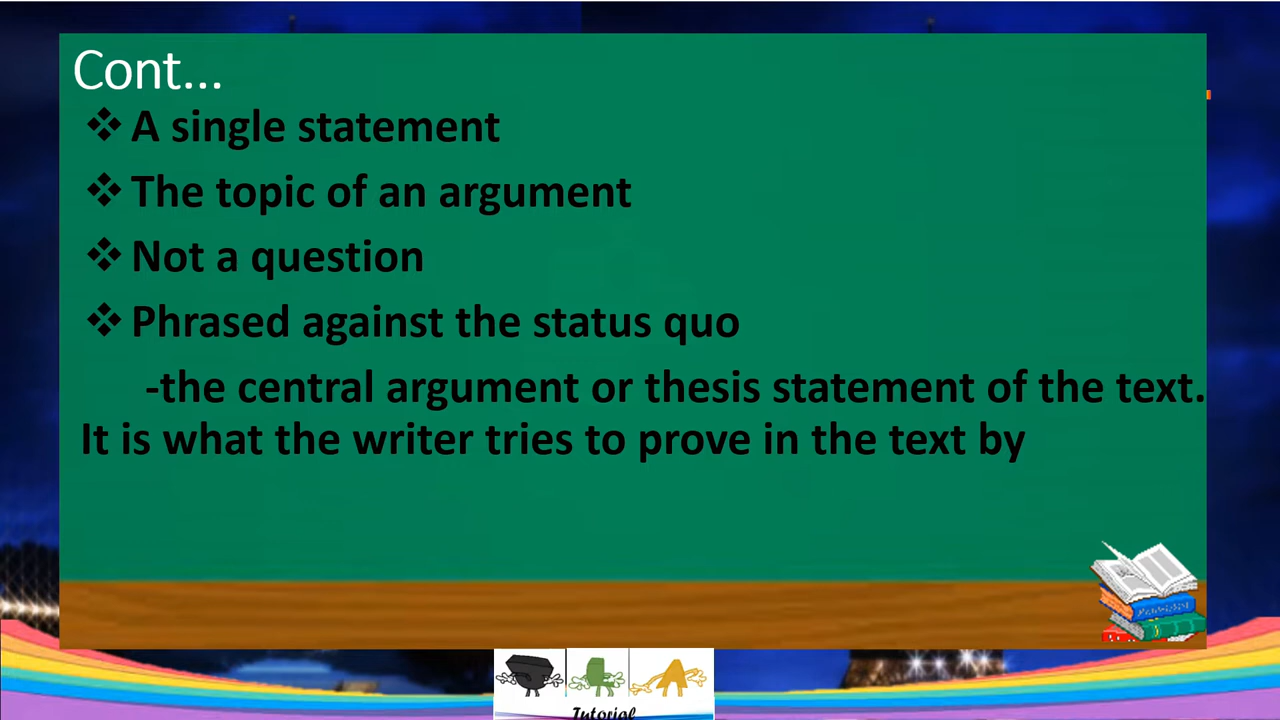 Cont...
❖ A single statement
❖ The topic of an argument
❖ Not a question
❖ Phrased against the status quo
-the central argument or thesis statement of the text.
It is what the writer tries to prove in the text by
Tutorial